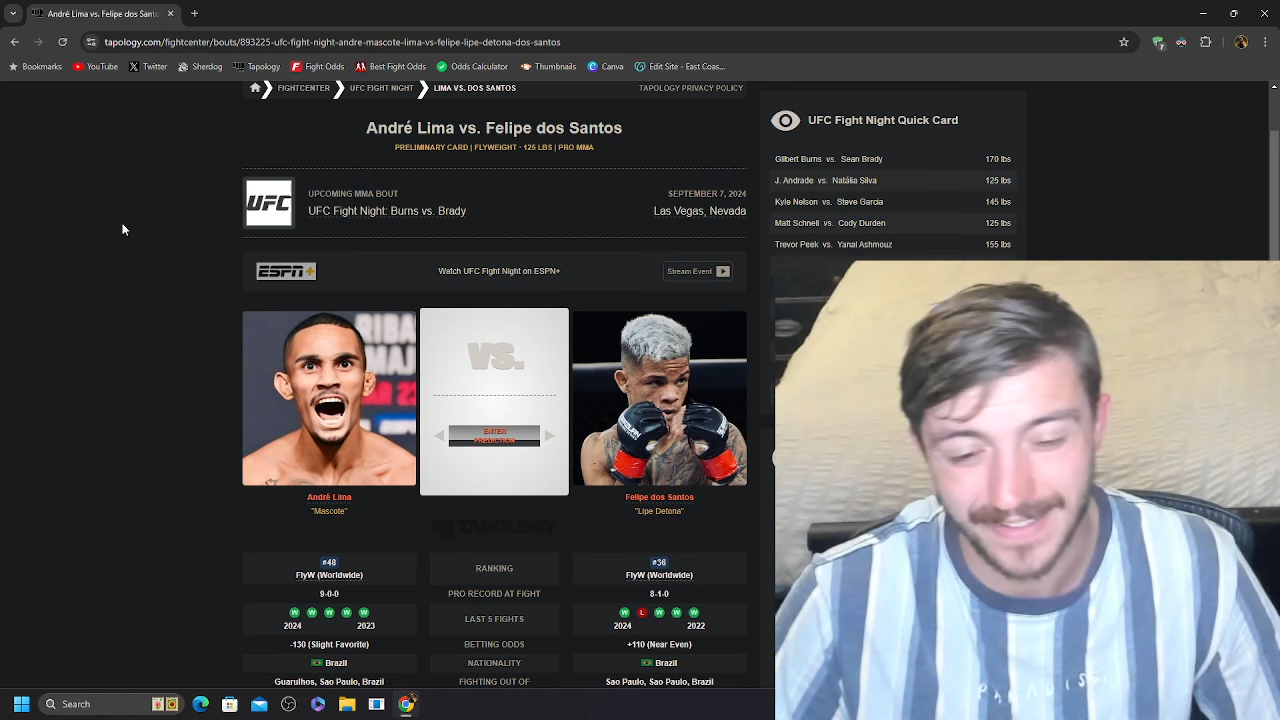 André Lima vs. Felipe dos Sant
tapology.com/fightcenter/bouts/893225-ufc-fight-night-andre-mascote-lima-vs-felipe-lipe-detona-dos-santos
Bookmarks YouTube Twitter Sherdog Tapology Fight Odds Best Fight Odds Odds Calculator Thumbnails Canva Edit Site - East Coas...
FIGHTCENTER UFC FIGHT NIGHT LIMA VS. DOS SANTOS TAPOLOGY PRIVACY POLICY
André Lima vs. Felipe dos Santos
PRELIMINARY CARD | FLYWEIGHT · 125 LBS | PRO MMA
UFC
UPCOMING MMA BOUT SEPTEMBER 7, 2024
UFC Fight Night: Burns vs. Brady Las Vegas, Nevada
ESPN+ Watch UFC Fight Night on ESPN+ Stream Event
VS.
ENTER
PREDICTION
André Lima Felipe dos Santos
"Mascote" "Lipe Detona"
TAPOLOGY
#48 RANKING #36
FlyW (Worldwide) FlyW (Worldwide)
9-0-0 PRO RECORD AT FIGHT 8-1-0
W W W W W LAST 5 FIGHTS W L W W W
2024 2023 2024 2022
-130 (Slight Favorite) BETTING ODDS +110 (Near Even)
Brazil NATIONALITY Brazil
Guarulhos, Sao Paulo, Brazil FIGHTING OUT OF Sao Paulo, Sao Paulo, Brazil
UFC Fight Night Quick Card
Gilbert Burns vs. Sean Brady 170 lbs
J. Andrade vs. Natália Silva 125 lbs
Kyle Nelson vs. Steve Garcia 145 lbs
Matt Schnell vs. Cody Durden 125 lbs
Trevor Peek vs. Yanal Ashmouz 155 lbs
Search